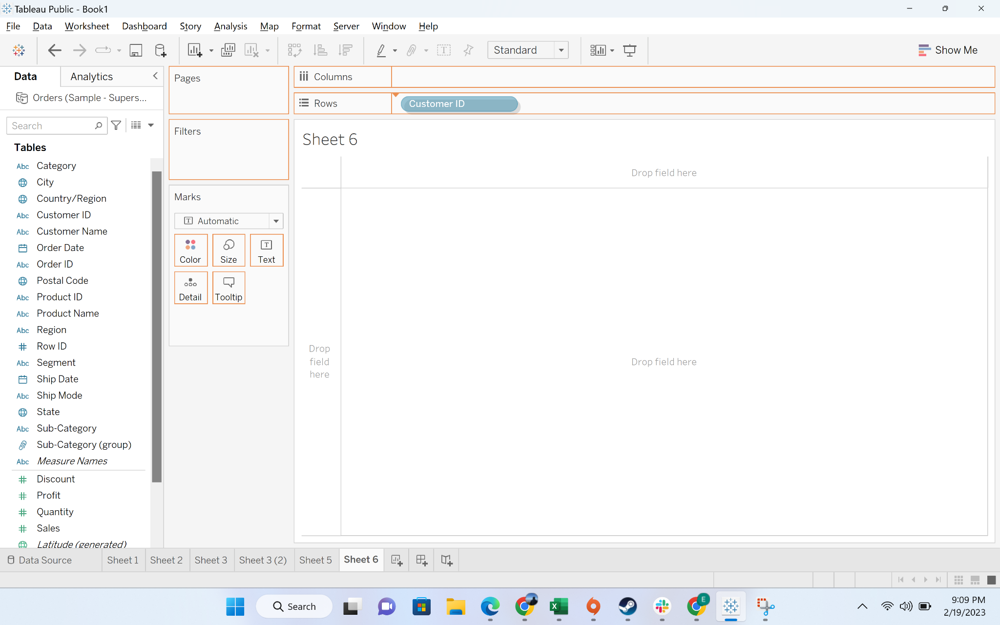 Tableau Public - Book1
File Data Worksheet Dashboard Story Analysis Map Format Server Window Help
Standard
Show Me
Data Analytics
Pages
Columns
Orders (Sample - Supers...
Rows
Customer ID
Search
Filters
Sheet 6
Tables
Abc Category
City
Country/Region
Abc Customer ID
Abc Customer Name
Order Date
Abc Order ID
Postal Code
Abc Product ID
Abc Product Name
Abc Region
Row ID
Abc Segment
Ship Date
Abc Ship Mode
State
Abc Sub-Category
Sub-Category (group)
Abc Measure Names
Discount
Profit
Quantity
Sales
Latitude (generated)
Marks
T Automatic
Color Size Text
Detail Tooltip
Drop field here
Drop
field
here
Drop field here
Data Source Sheet 1 Sheet 2 Sheet 3 Sheet 3 (2) Sheet 5 Sheet 6
Search
E
9:09 PM
2/19/2023